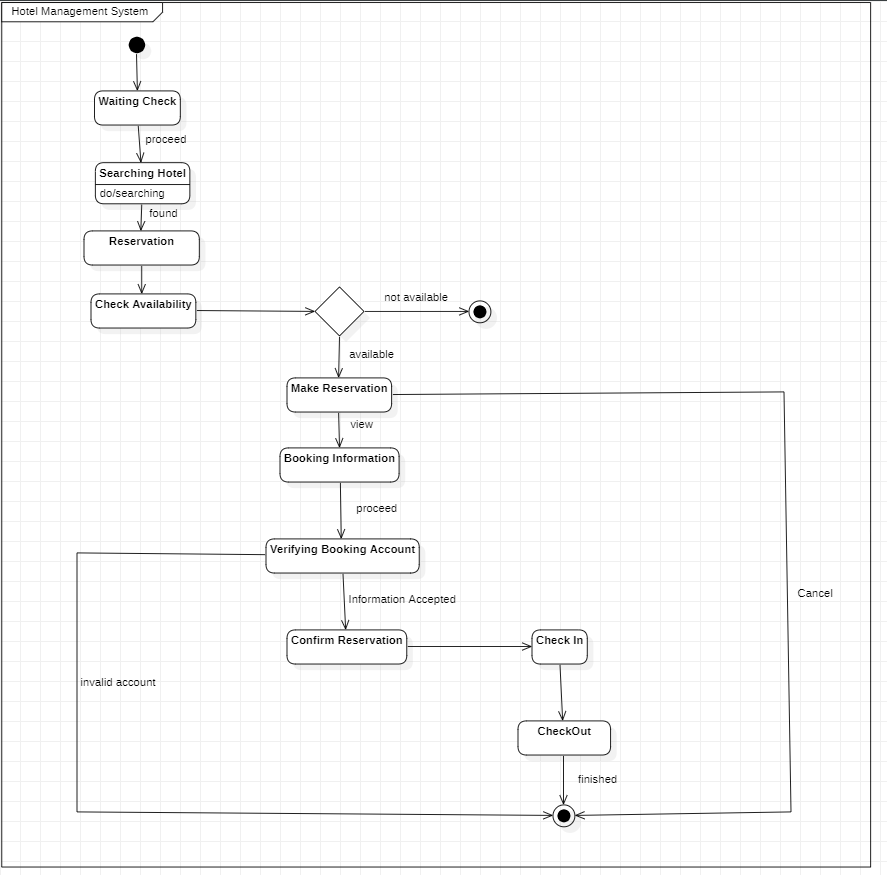 Hotel Management System
Waiting Check
proceed
Searching Hotel
do/searching
found
Reservation
Check Availability
not available
available
Make Reservation
view
Booking Information
proceed
Verifying Booking Account
Cancel
Information Accepted
Confirm Reservation
Check In
invalid account
CheckOut
finished